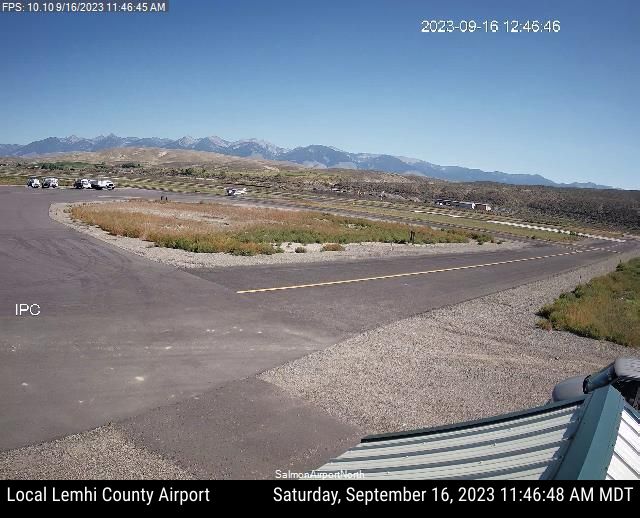 FPS: 10.10 9/16/2023 11:46:45 AM
2023-09-16 12:46:46
IPC
SalmonAirportNorth
Local Lemhi County Airport
Saturday, September 16, 2023 11:46:48 AM MDT